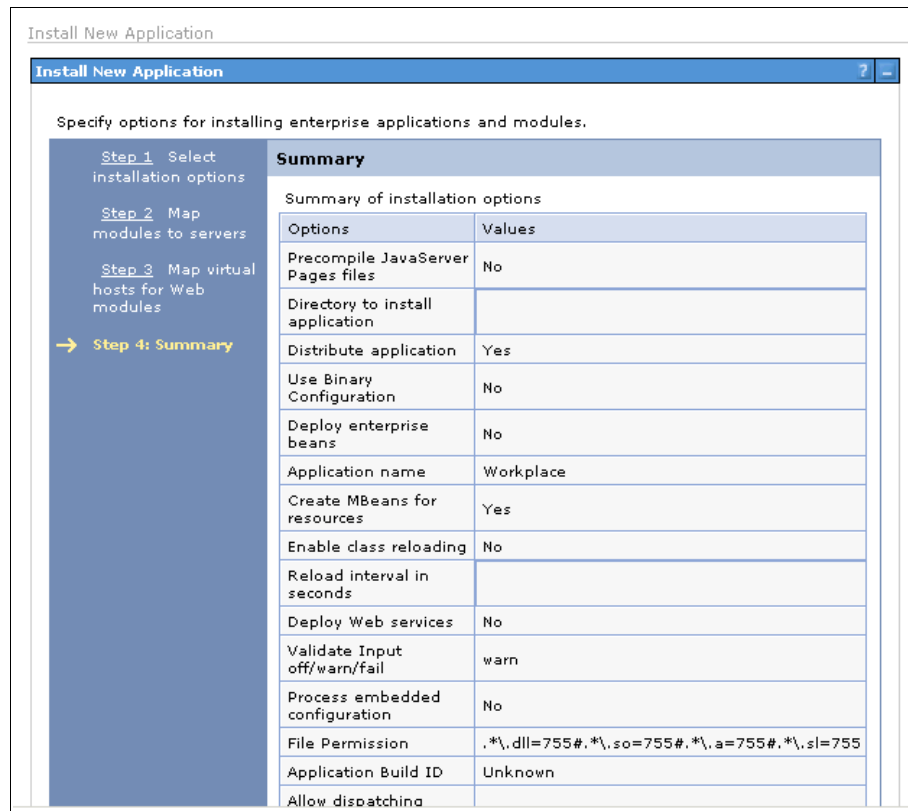 Install New Application
Install New Application ? –
Specify options for installing enterprise applications and modules.
Step 1 Select
installation options
Step 2 Map
modules to servers
Step 3 Map virtual
hosts for Web
modules
→ Step 4: Summary
Summary
Summary of installation options
Options Values
Precompile JavaServer
Pages files
No
Directory to install
application
Distribute application Yes
Use Binary
Configuration
No
Deploy enterprise
beans
No
Application name Workplace
Create MBeans for
resources
Yes
Enable class reloading No
Reload interval in
seconds
Deploy Web services No
Validate Input
off/warn/fail
warn
Process embedded
configuration
No
File Permission .*\.dll=755#.*\.so=755#.*\.a=755#.*\.sl=755
Application Build ID Unknown
Allow dispatching